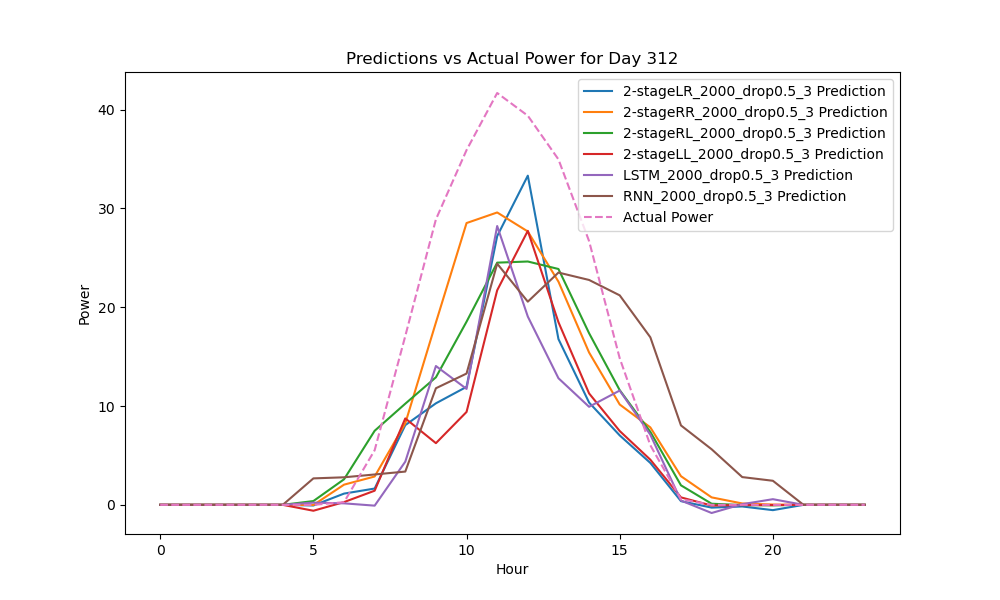 Predictions vs Actual Power for Day 312
2-stageLR_2000_drop0.5_3 Prediction
2-stageRR_2000_drop0.5_3 Prediction
2-stageRL_2000_drop0.5_3 Prediction
2-stageLL_2000_drop0.5_3 Prediction
LSTM_2000_drop0.5_3 Prediction
RNN_2000_drop0.5_3 Prediction
Actual Power
40
30
20
10
0
Power
0 5 10 15 20
Hour